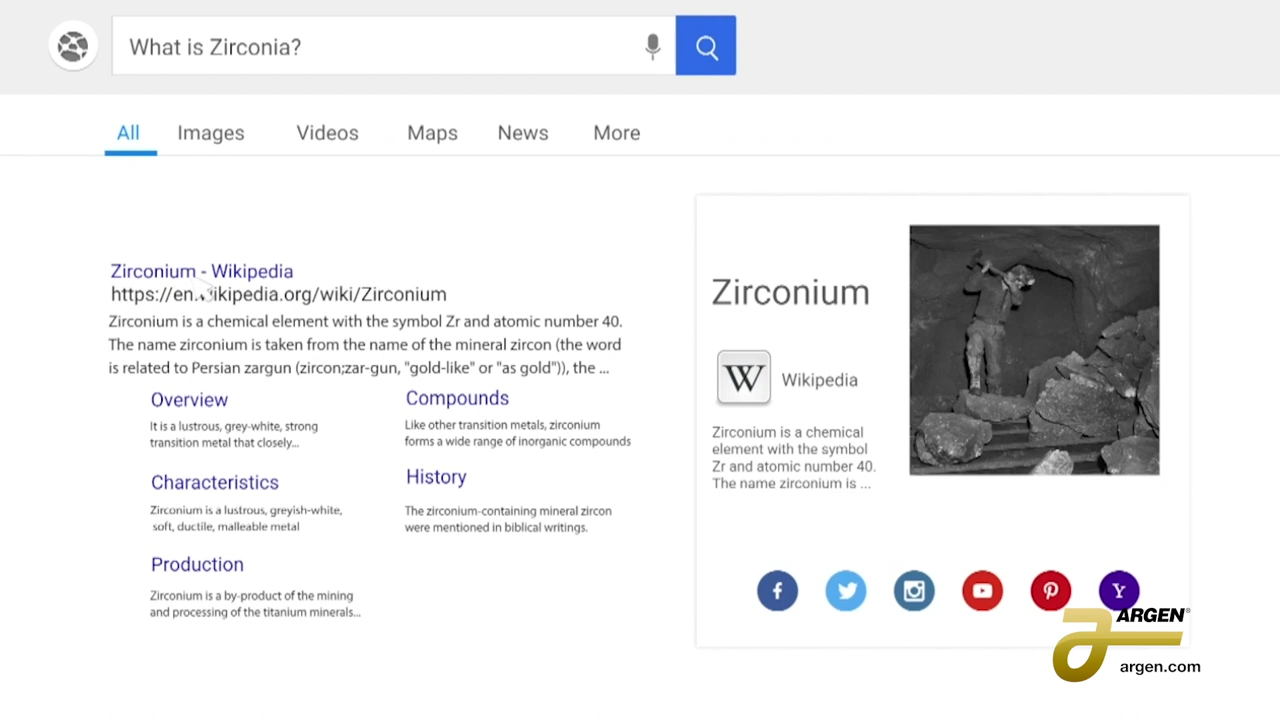 What is Zirconia?
All Images Videos Maps News More
Zirconium - Wikipedia
https://en.wikipedia.org/wiki/Zirconium
Zirconium is a chemical element with the symbol Zr and atomic number 40.
The name zirconium is taken from the name of the mineral zircon (the word
is related to Persian zargun (zircon;zar-gun, "gold-like" or "as gold")), the ...
Overview
It is a lustrous, grey-white, strong
transition metal that closely...
Compounds
Like other transition metals, zirconium
forms a wide range of inorganic compounds
Characteristics
Zirconium is a lustrous, greyish-white,
soft, ductile, malleable metal
History
The zirconium-containing mineral zircon
were mentioned in biblical writings.
Production
Zirconium is a by-product of the mining
and processing of the titanium minerals...
Zirconium
W
Wikipedia
Zirconium is a chemical
element with the symbol
Zr and atomic number 40.
The name zirconium is ...
ARGEN®
argen.com